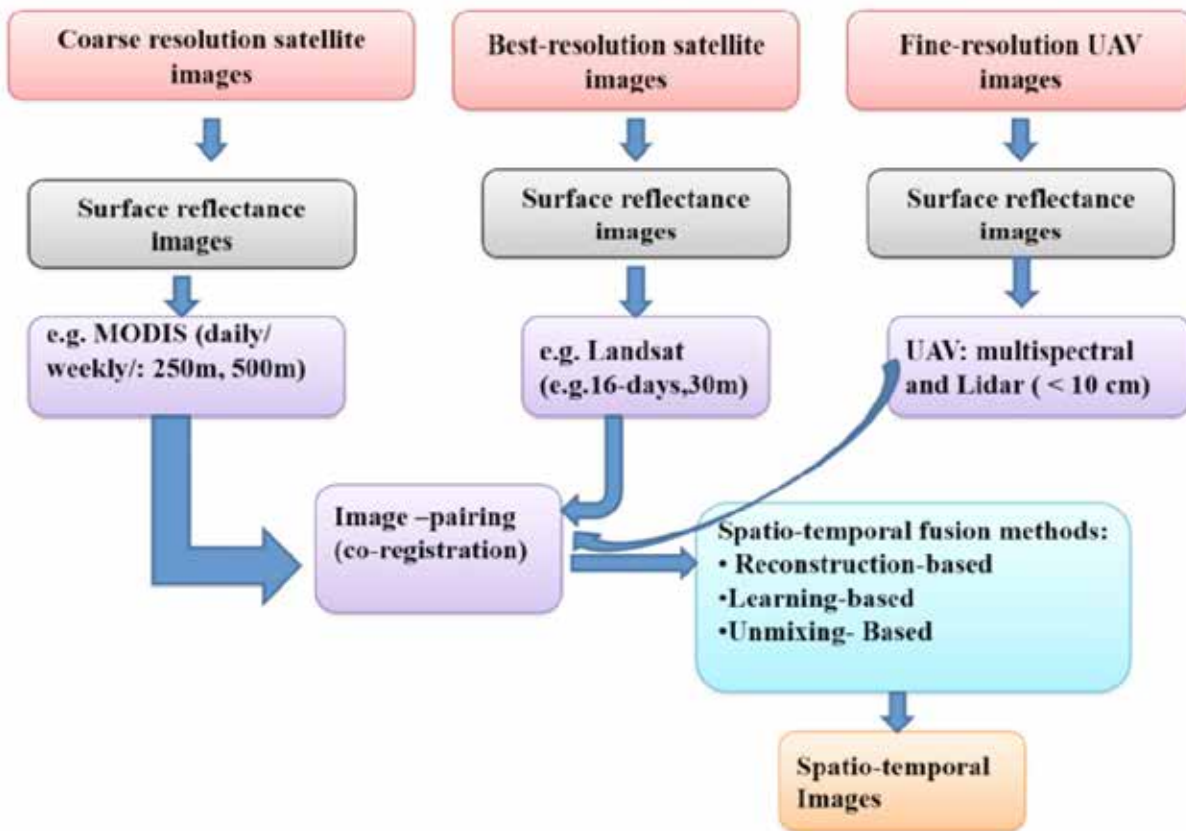 Coarse resolution satellite
images
Best-resolution satellite
images
Fine-resolution UAV
images
Surface reflectance
images
Surface reflectance
images
Surface reflectance
images
e.g. MODIS (daily/
weekly/: 250m, 500m)
e.g. Landsat
(e.g.16-days,30m)
UAV: multispectral
and Lidar ( < 10 cm)
Image –pairing
(co-registration)
Spatio-temporal fusion methods:
• Reconstruction-based
•Learning-based
•Unmixing- Based
Spatio-temporal
Images